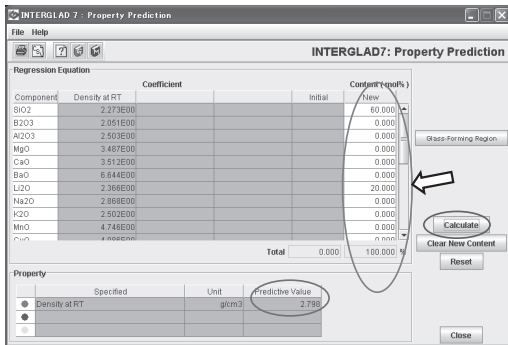 INTERGLAD 7 : Property Prediction
File Help
INTERGLAD7: Property Prediction
Regression Equation
Coefficient Content (mol%)
Component Density at RT Initial New
SiO2 2.273E00 60.000
B2O3 2.051E00 0.000
Al2O3 2.503E00 0.000
MgO 3.487E00 0.000
CaO 3.512E00 0.000
BaO 6.644E00 0.000
Li2O 2.366E00 20.000
Na2O 2.868E00 0.000
K2O 2.502E00 0.000
MnO 4.746E00 0.000
Total 0.000 100.000 %
Glass-Forming Region
Calculate
Clear New Content
Reset
Property
Specified Unit Predictive Value
Density at RT g/cm3 2.798
Close